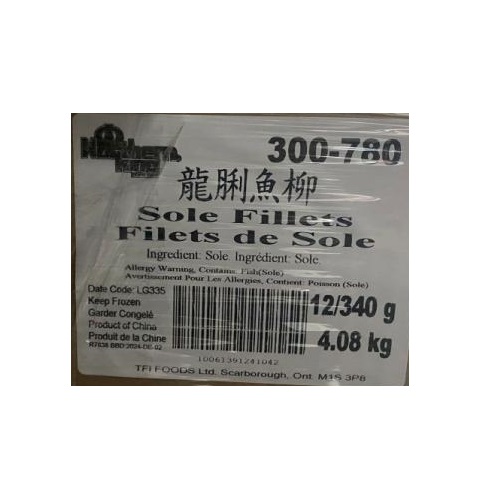 Northern
King
300-780
龍脷魚柳
Sole Fillets
Filets de Sole
Ingredient: Sole. Ingrédient: Sole.
Allergy Warning, Contains: Fish(Sole)
Avertissement Pour Les Allergies, Contient: Poisson (Sole)
Date Code: LG335
Keep Frozen
Garder Congelé
Product of China
Produit de la Chine
12/340 g
4.08 kg
10061391241042
TFI FOODS Ltd. Scarborough, Ont. M1S 3P8